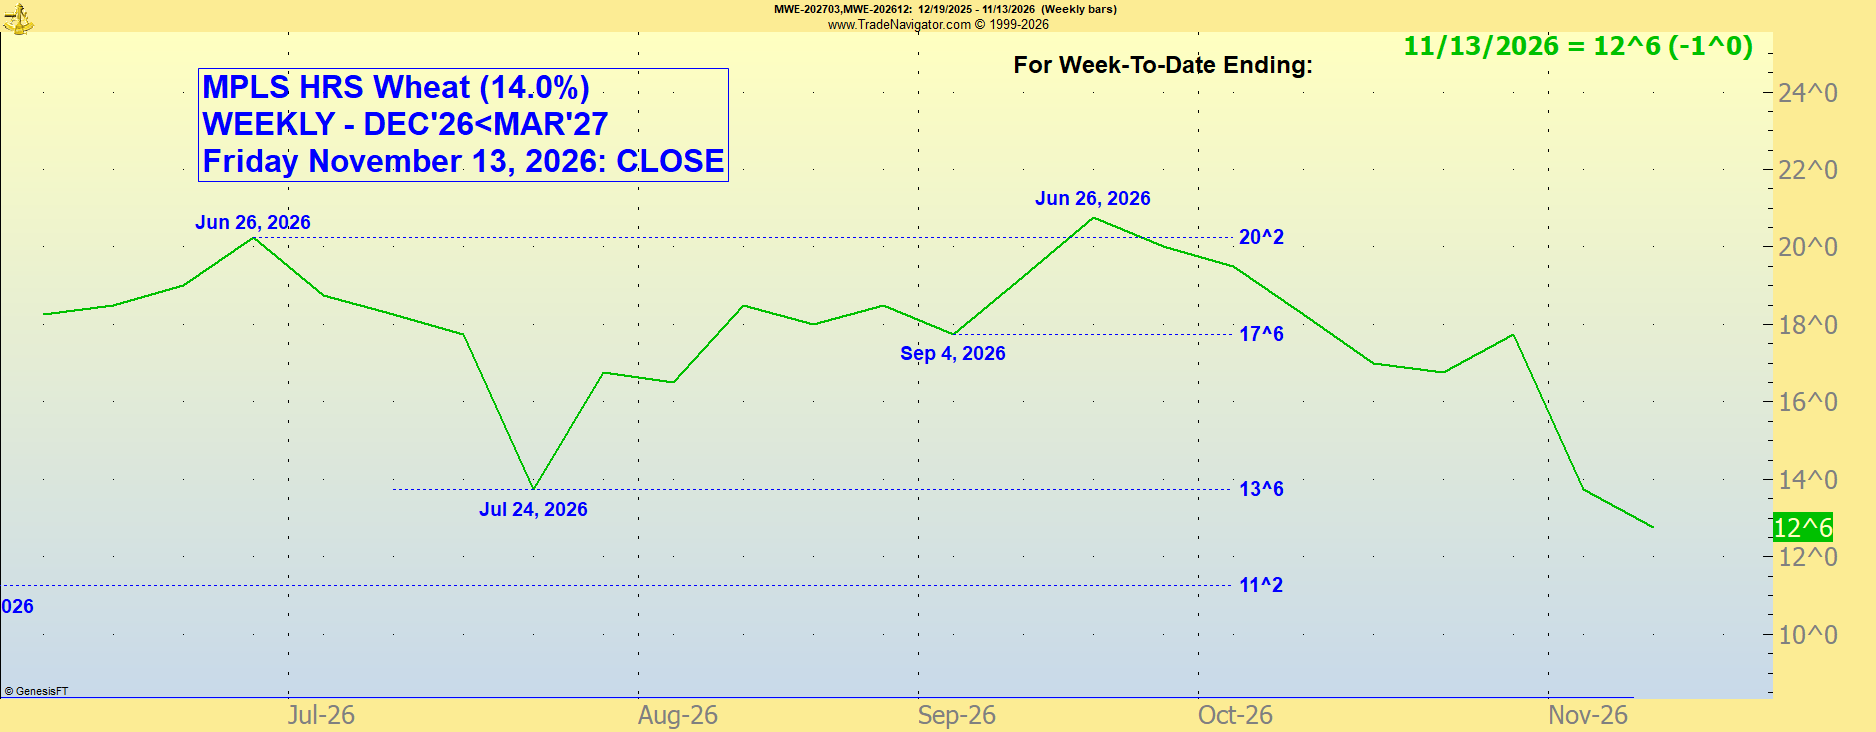 MWE-202703,MWE-202612: 12/19/2025 - 11/13/2026 (Weekly bars)
www.TradeNavigator.com © 1999-2026
11/13/2026 = 12^6 (-1^0)
For Week-To-Date Ending:
MPLS HRS Wheat (14.0%)
WEEKLY - DEC'26<MAR'27
Friday November 13, 2026: CLOSE
Jun 26, 2026
Jun 26, 2026
20^2
17^6
Sep 4, 2026
13^6
Jul 24, 2026
11^2
026
24^0
22^0
20^0
18^0
16^0
14^0
12^6
12^0
10^0
© GenesisFT
Jul-26
Aug-26
Sep-26
Oct-26
Nov-26